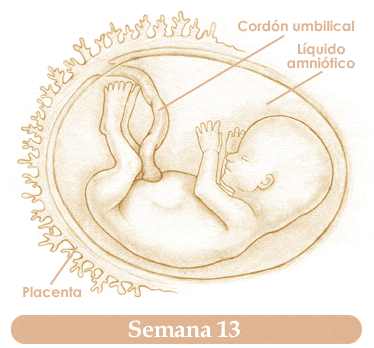 Cordón umbilical
Líquido
amniótico
Placenta
Semana 13